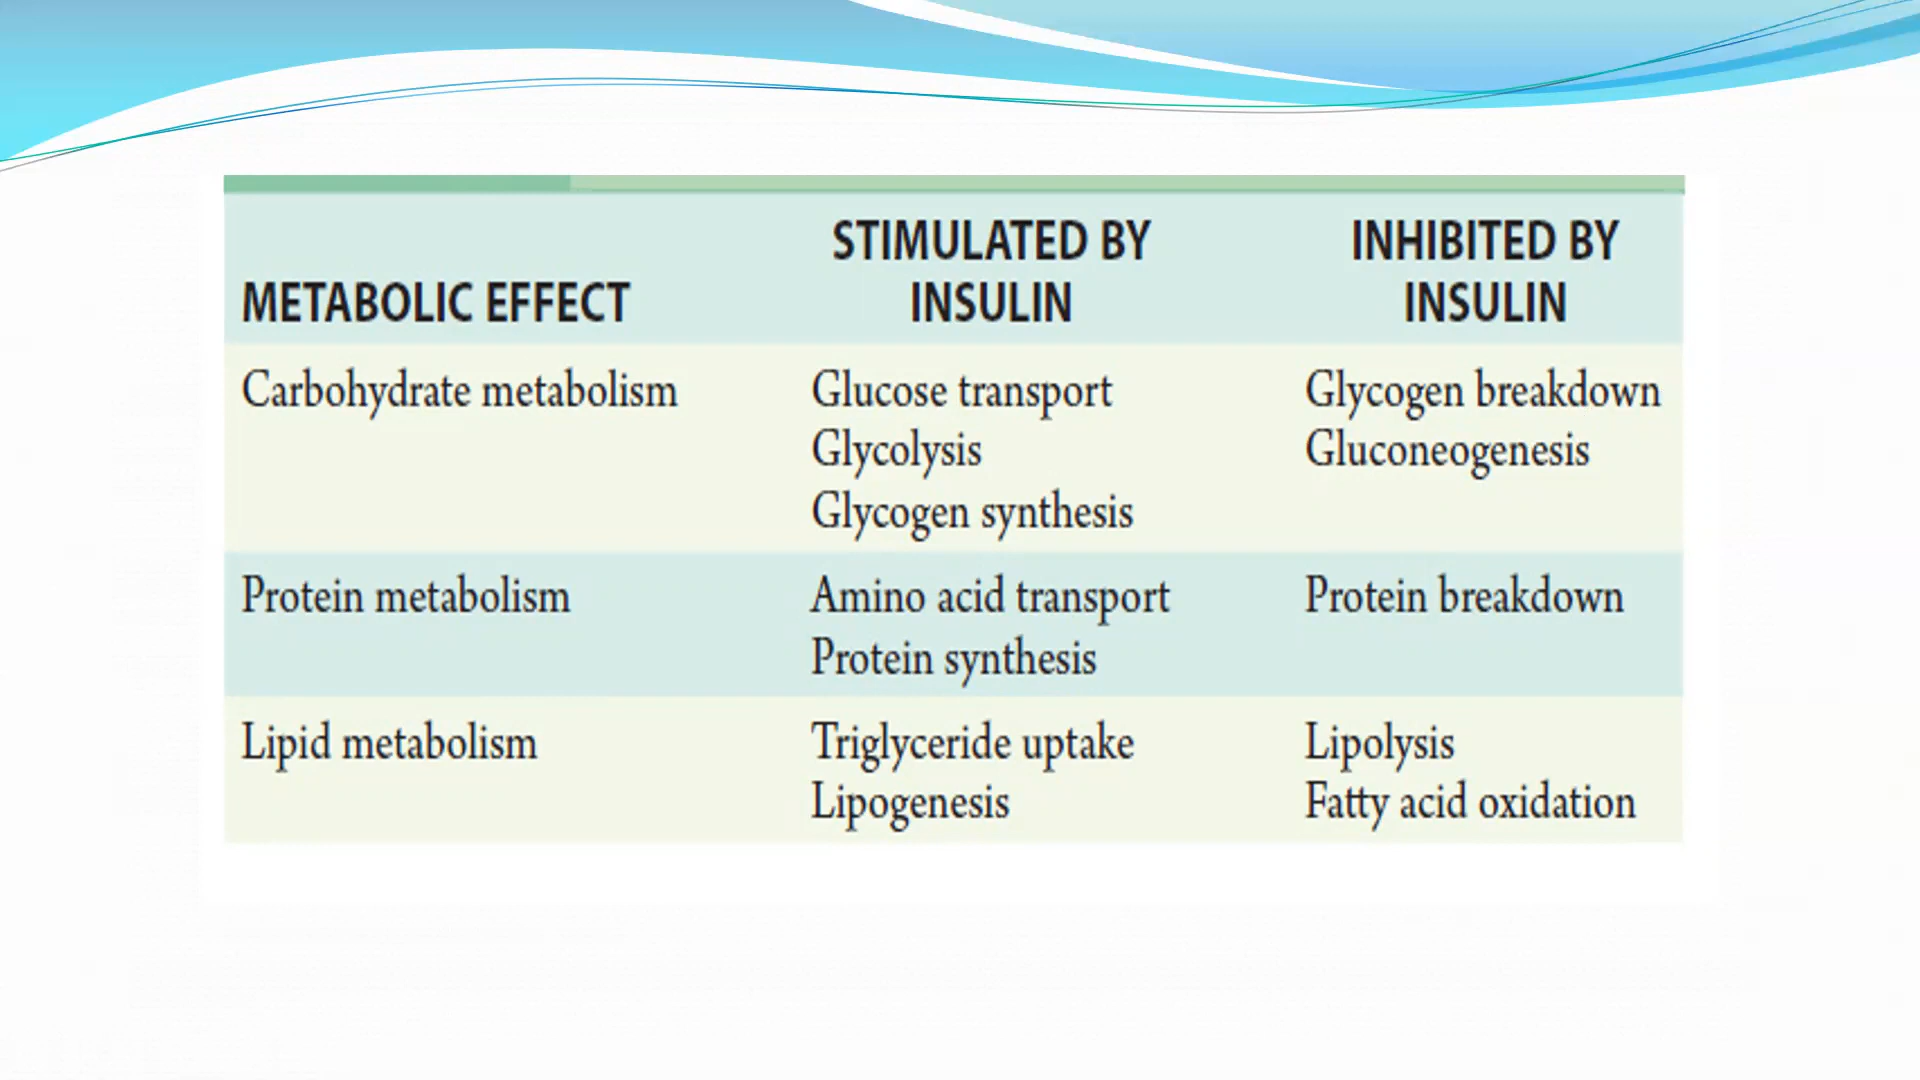 METABOLIC EFFECT
STIMULATED BY
INSULIN
INHIBITED BY
INSULIN
Carbohydrate metabolism
Glucose transport
Glycolysis
Glycogen synthesis
Glycogen breakdown
Gluconeogenesis
Protein metabolism
Amino acid transport
Protein synthesis
Protein breakdown
Lipid metabolism
Triglyceride uptake
Lipogenesis
Lipolysis
Fatty acid oxidation